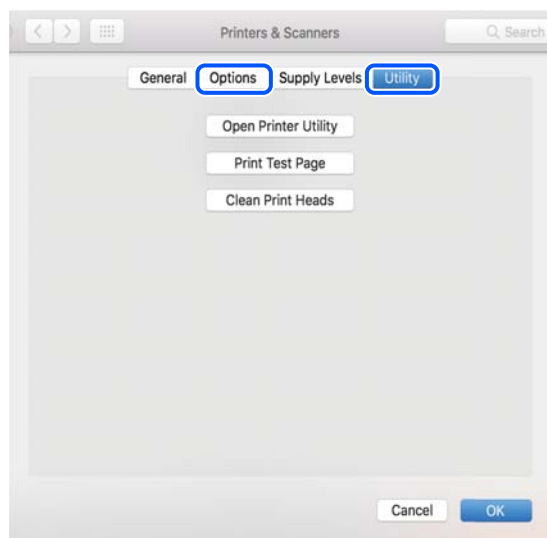 Printers & Scanners Search
General Options Supply Levels Utility
Open Printer Utility
Print Test Page
Clean Print Heads
Cancel OK